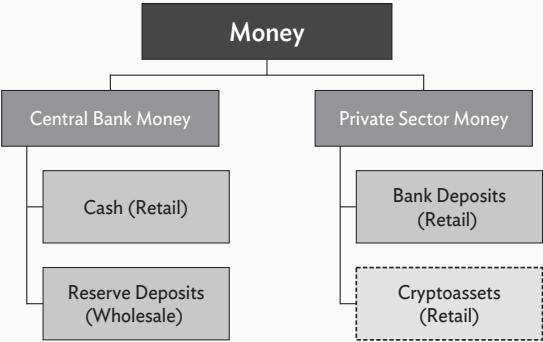 Money
Central Bank Money
Private Sector Money
Cash (Retail)
Bank Deposits
(Retail)
Reserve Deposits
(Wholesale)
Cryptoassets
(Retail)